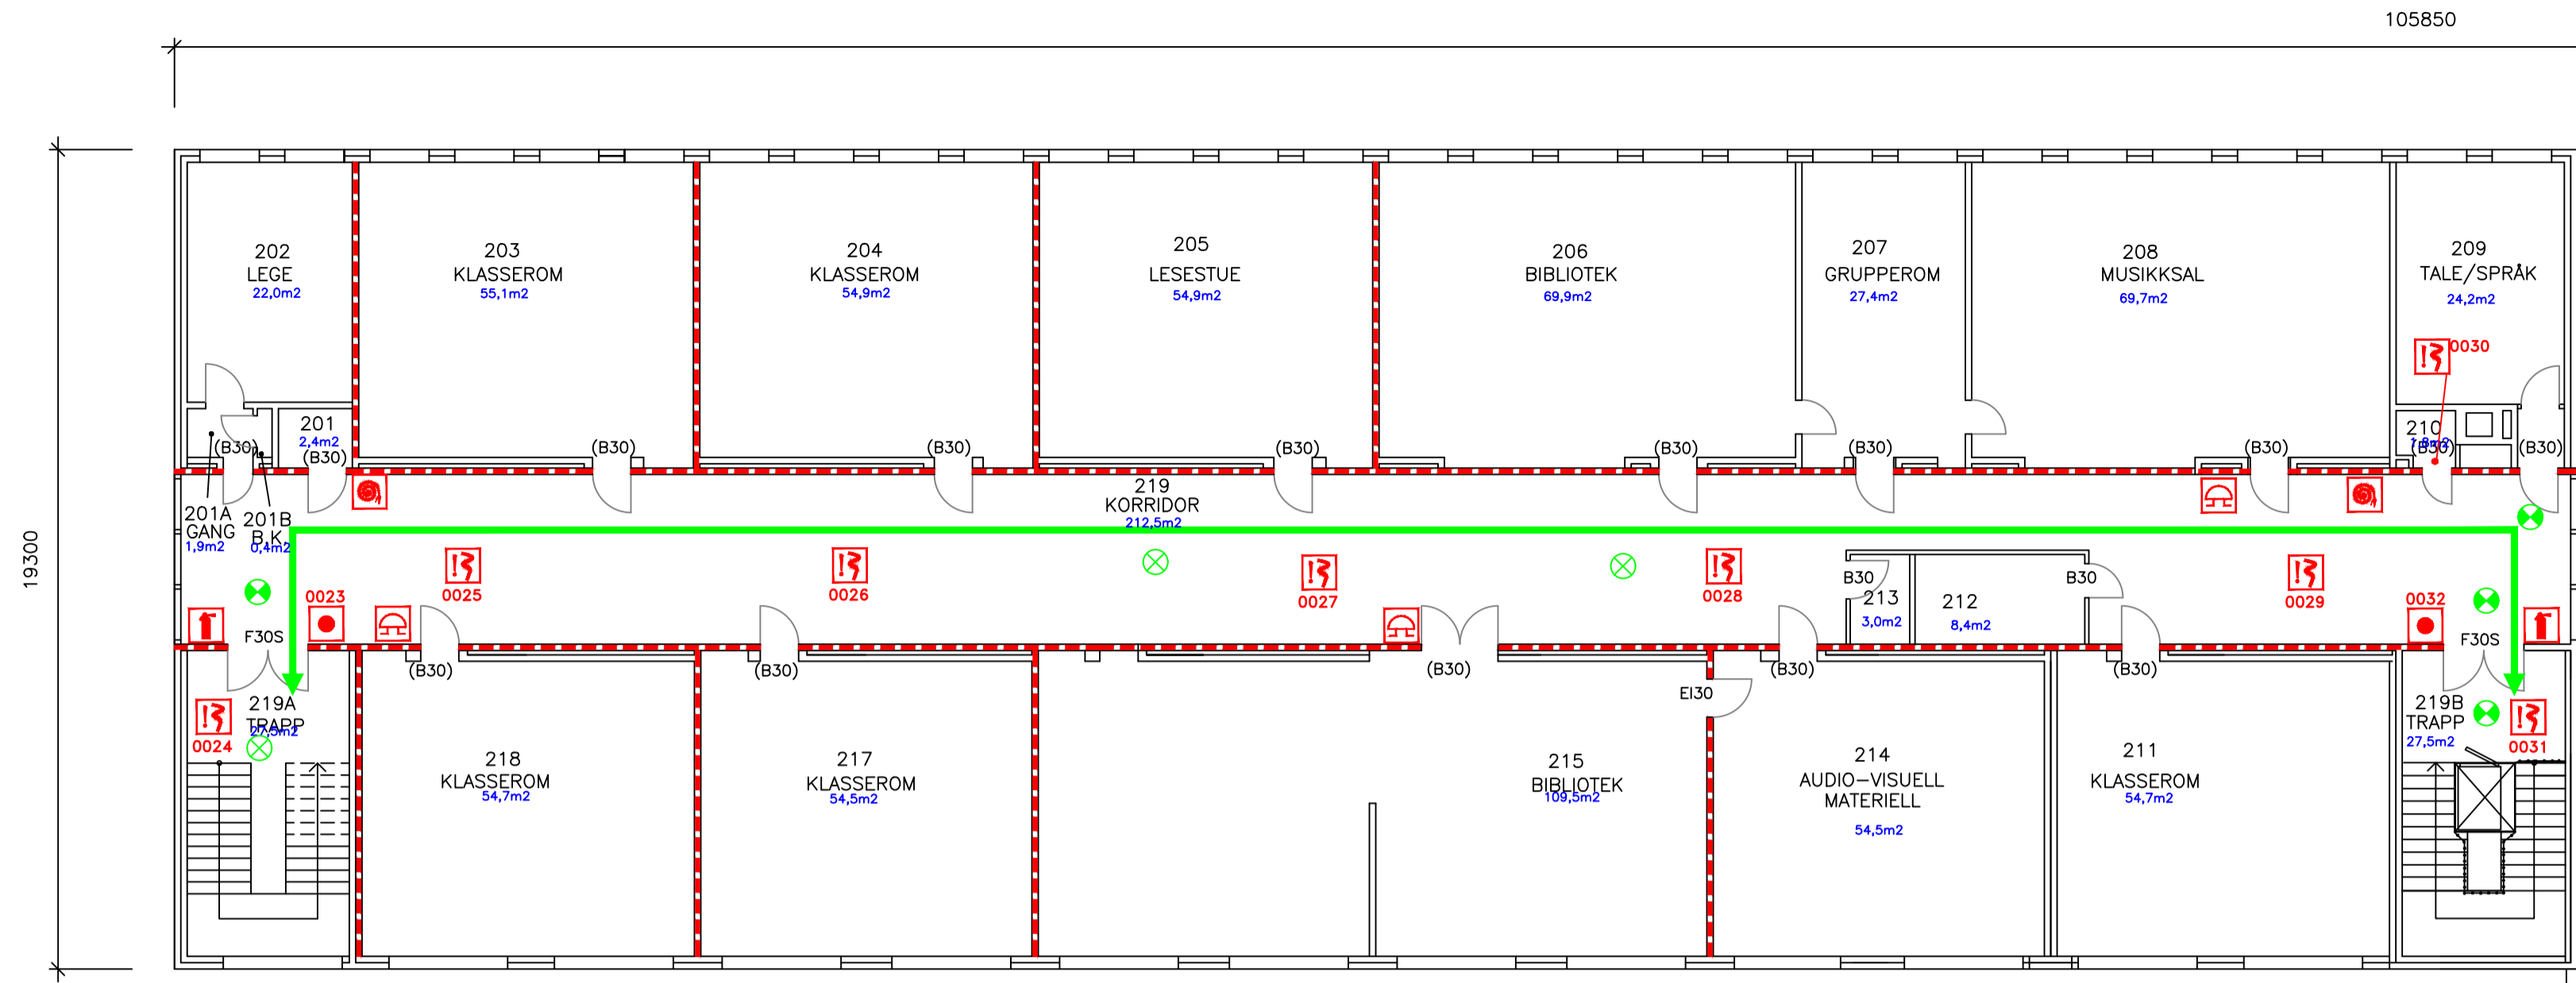 105850
19300
202
LEGE
22,0m2
203
KLASSEROM
55,1m2
204
KLASSEROM
54,9m2
205
LESESTUE
54,9m2
206
BIBLIOTEK
69,9m2
207
GRUPPEROM
27,4m2
208
MUSIKKSAL
69,7m2
209
TALE/SPRÅK
24,2m2
0030
201
2,4m2
(B30)
(B30)
(B30)
(B30)
(B30)
(B30)
(B30)
(B30)
210
1,8m2
(B30)
(B30)
201A
GANG
1,9m2
201B
B.K.
0,4m2
219
KORRIDOR
212,5m2
0023
0025
0026
0027
0028
B30
213
3,0m2
212
8,4m2
B30
0029
0032
F30S
F30S
(B30)
(B30)
(B30)
(B30)
(B30)
EI30
219A
TRAPP
27,5m2
0024
218
KLASSEROM
54,7m2
217
KLASSEROM
54,5m2
215
BIBLIOTEK
109,5m2
214
AUDIO-VISUELL
MATERIELL
54,5m2
211
KLASSEROM
54,7m2
219B
TRAPP
27,5m2
0031